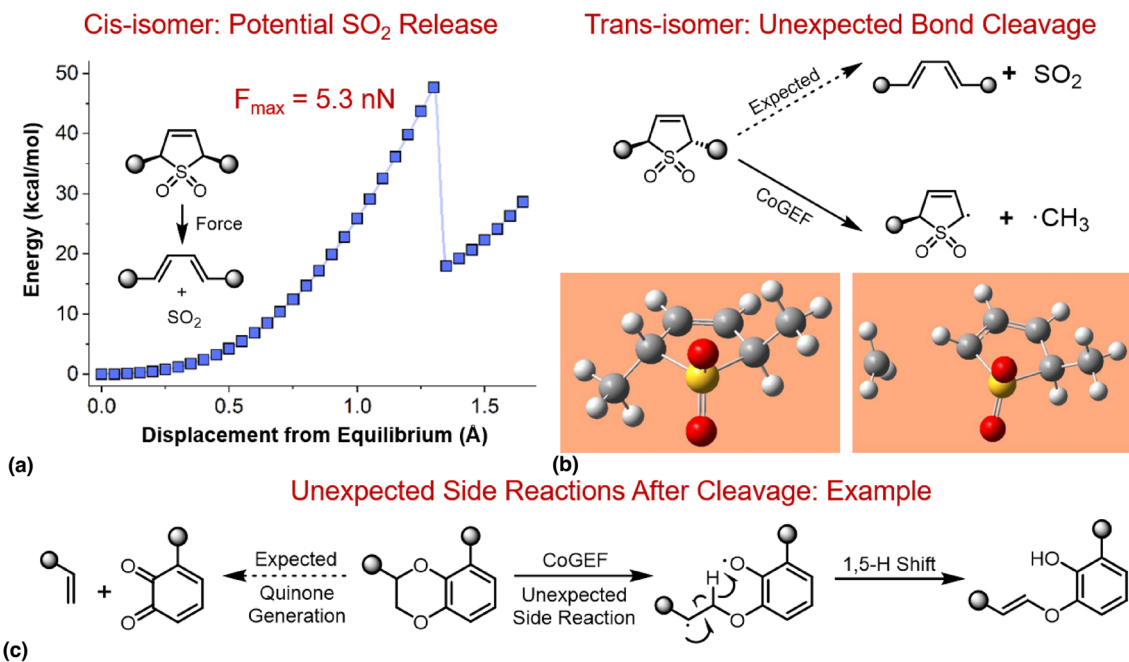 Cis-isomer: Potential SO₂ Release
Trans-isomer: Unexpected Bond Cleavage
50
40
30
20
10
0
Energy (kcal/mol)
Fmax = 5.3 nN
S
O O
Force
+
SO₂
0.0 0.5 1.0 1.5
Displacement from Equilibrium (Å)
(a)
S
O O
Expected
+ SO₂
CoGEF
S
O O
+ ·CH₃
(b)
Unexpected Side Reactions After Cleavage: Example
+
O
O
Expected
Quinone
Generation
O
O
CoGEF
Unexpected
Side Reaction
·O
H
O
1,5-H Shift
HO
O
(c)